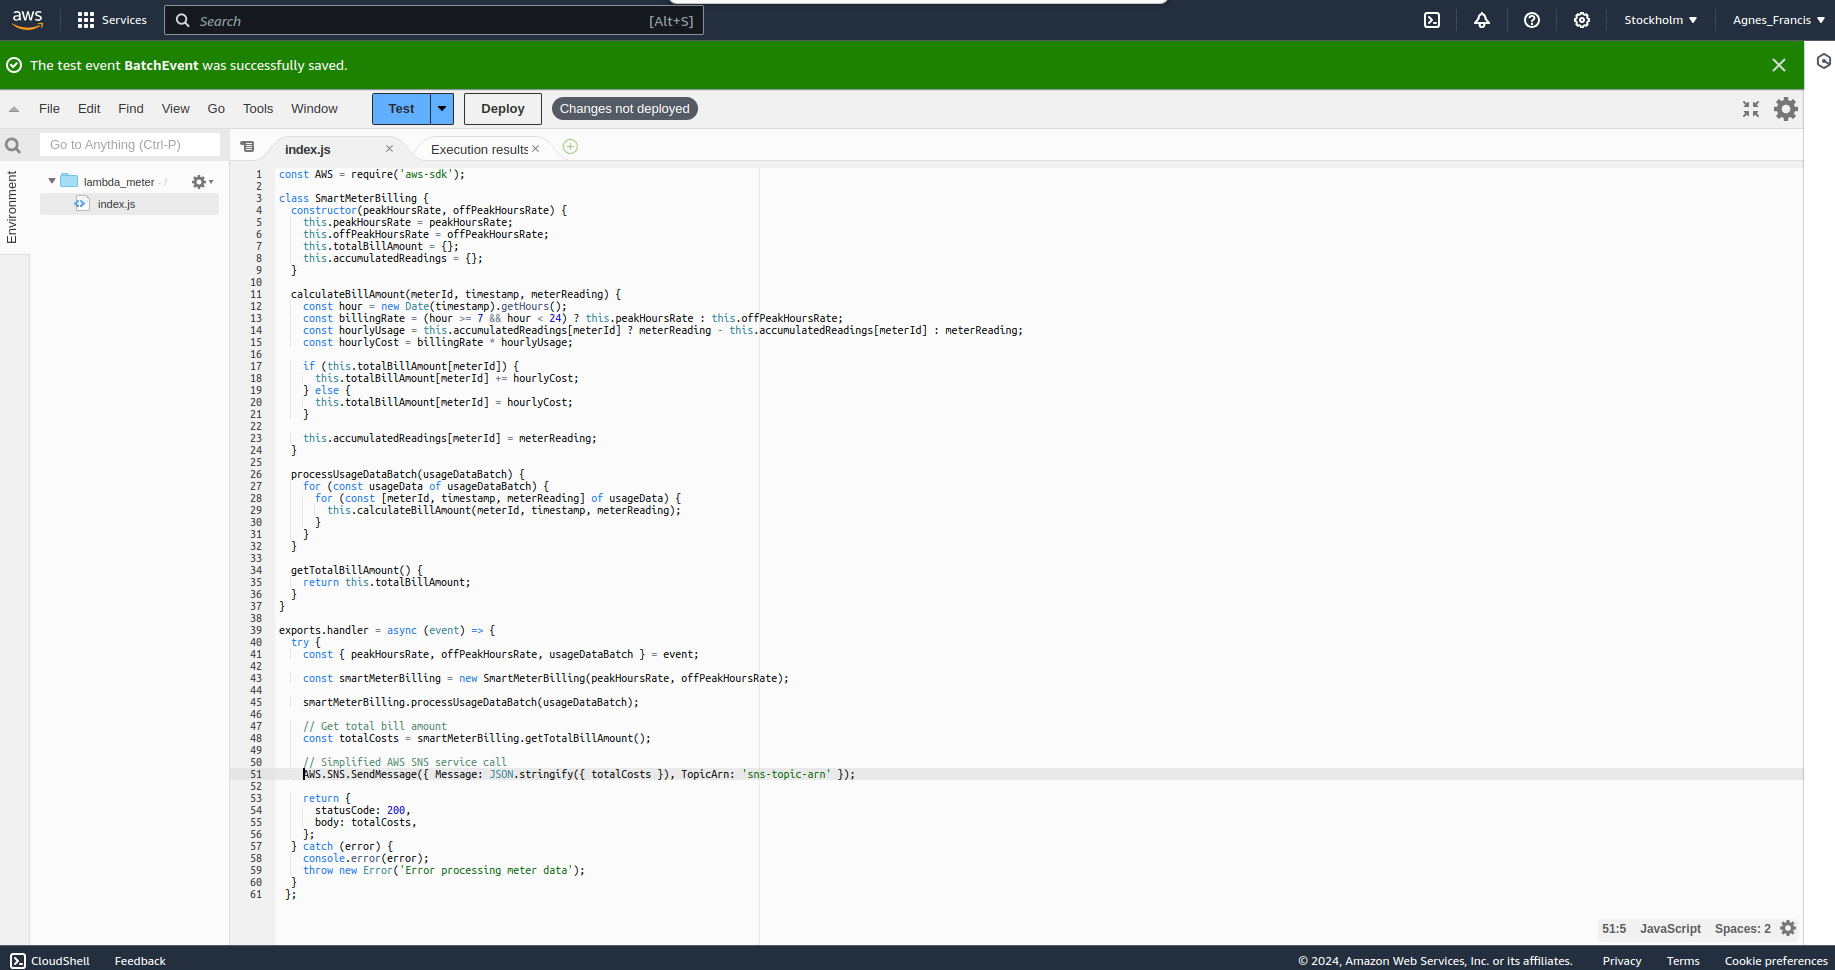 aws Services Search [Alt+S] Stockholm Agnes_Francis
The test event BatchEvent was successfully saved.
File Edit Find View Go Tools Window Test Deploy Changes not deployed
Go to Anything (Ctrl-P)
index.js Execution results
Environment
lambda_meter - /
index.js
1 const AWS = require('aws-sdk');
2
3 class SmartMeterBilling {
4 constructor(peakHoursRate, offPeakHoursRate) {
5 this.peakHoursRate = peakHoursRate;
6 this.offPeakHoursRate = offPeakHoursRate;
7 this.totalBillAmount = {};
8 this.accumulatedReadings = {};
9 }
10
11 calculateBillAmount(meterId, timestamp, meterReading) {
12 const hour = new Date(timestamp).getHours();
13 const billingRate = (hour >= 7 && hour < 24) ? this.peakHoursRate : this.offPeakHoursRate;
14 const hourlyUsage = this.accumulatedReadings[meterId] ? meterReading - this.accumulatedReadings[meterId] : meterReading;
15 const hourlyCost = billingRate * hourlyUsage;
16
17 if (this.totalBillAmount[meterId]) {
18 this.totalBillAmount[meterId] += hourlyCost;
19 } else {
20 this.totalBillAmount[meterId] = hourlyCost;
21 }
22
23 this.accumulatedReadings[meterId] = meterReading;
24 }
25
26 processUsageDataBatch(usageDataBatch) {
27 for (const usageData of usageDataBatch) {
28 for (const [meterId, timestamp, meterReading] of usageData) {
29 this.calculateBillAmount(meterId, timestamp, meterReading);
30 }
31 }
32 }
33
34 getTotalBillAmount() {
35 return this.totalBillAmount;
36 }
37 }
38
39 exports.handler = async (event) => {
40 try {
41 const { peakHoursRate, offPeakHoursRate, usageDataBatch } = event;
42
43 const smartMeterBilling = new SmartMeterBilling(peakHoursRate, offPeakHoursRate);
44
45 smartMeterBilling.processUsageDataBatch(usageDataBatch);
46
47 // Get total bill amount
48 const totalCosts = smartMeterBilling.getTotalBillAmount();
49
50 // Simplified AWS SNS service call
51 AWS.SNS.SendMessage({ Message: JSON.stringify({ totalCosts }), TopicArn: 'sns-topic-arn' });
52
53 return {
54 statusCode: 200,
55 body: totalCosts,
56 };
57 } catch (error) {
58 console.error(error);
59 throw new Error('Error processing meter data');
60 }
61 };
51:5 JavaScript Spaces: 2
CloudShell Feedback © 2024, Amazon Web Services, Inc. or its affiliates. Privacy Terms Cookie preferences